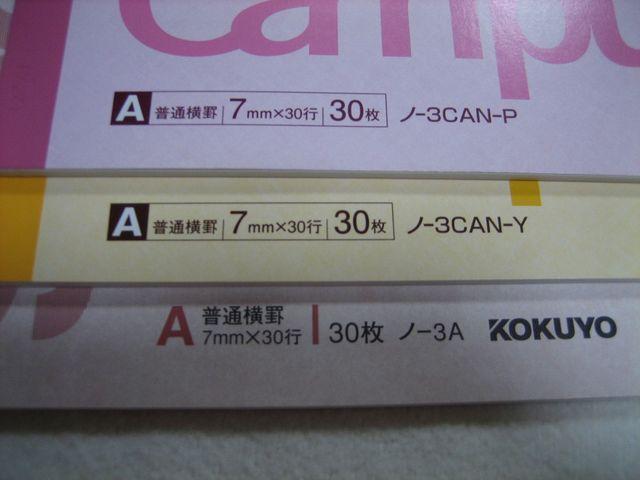 Campu
A 普通横罫 7mm×30行 30枚 ノ-3CAN-P
A 普通横罫 7mm×30行 30枚 ノ-3CAN-Y
A 普通横罫 7mm×30行 30枚 ノ-3A KOKUYO